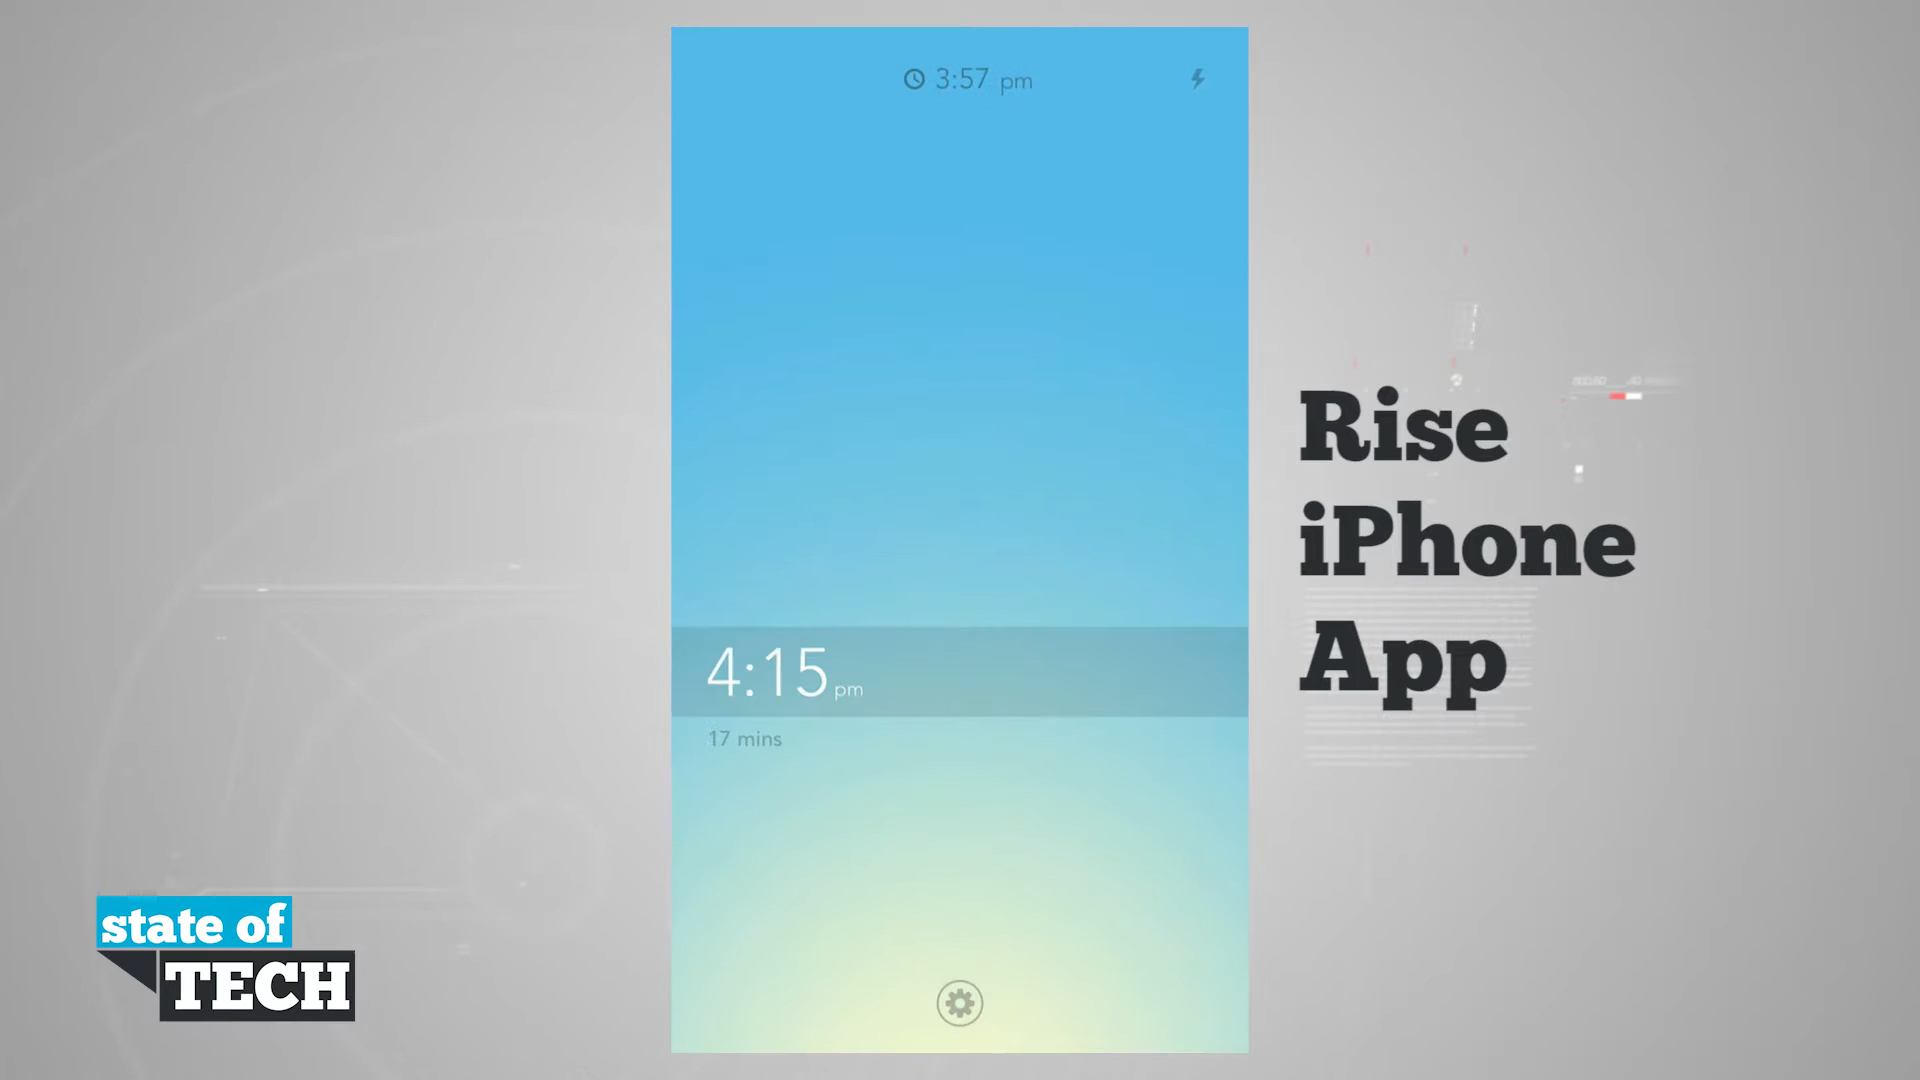 3:57 pm
4:15 pm
17 mins
Rise
iPhone
App
state of
TECH